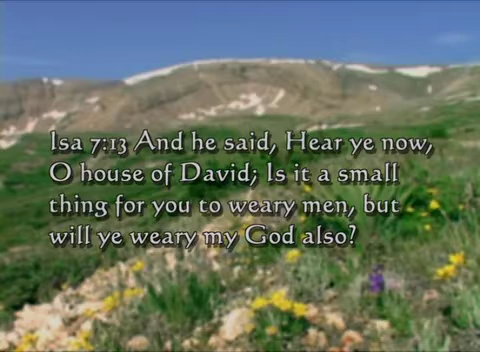 Isa 7:13 And he said, Hear ye now,
O house of David; Is it a small
thing for you to weary men, but
will ye weary my God also?